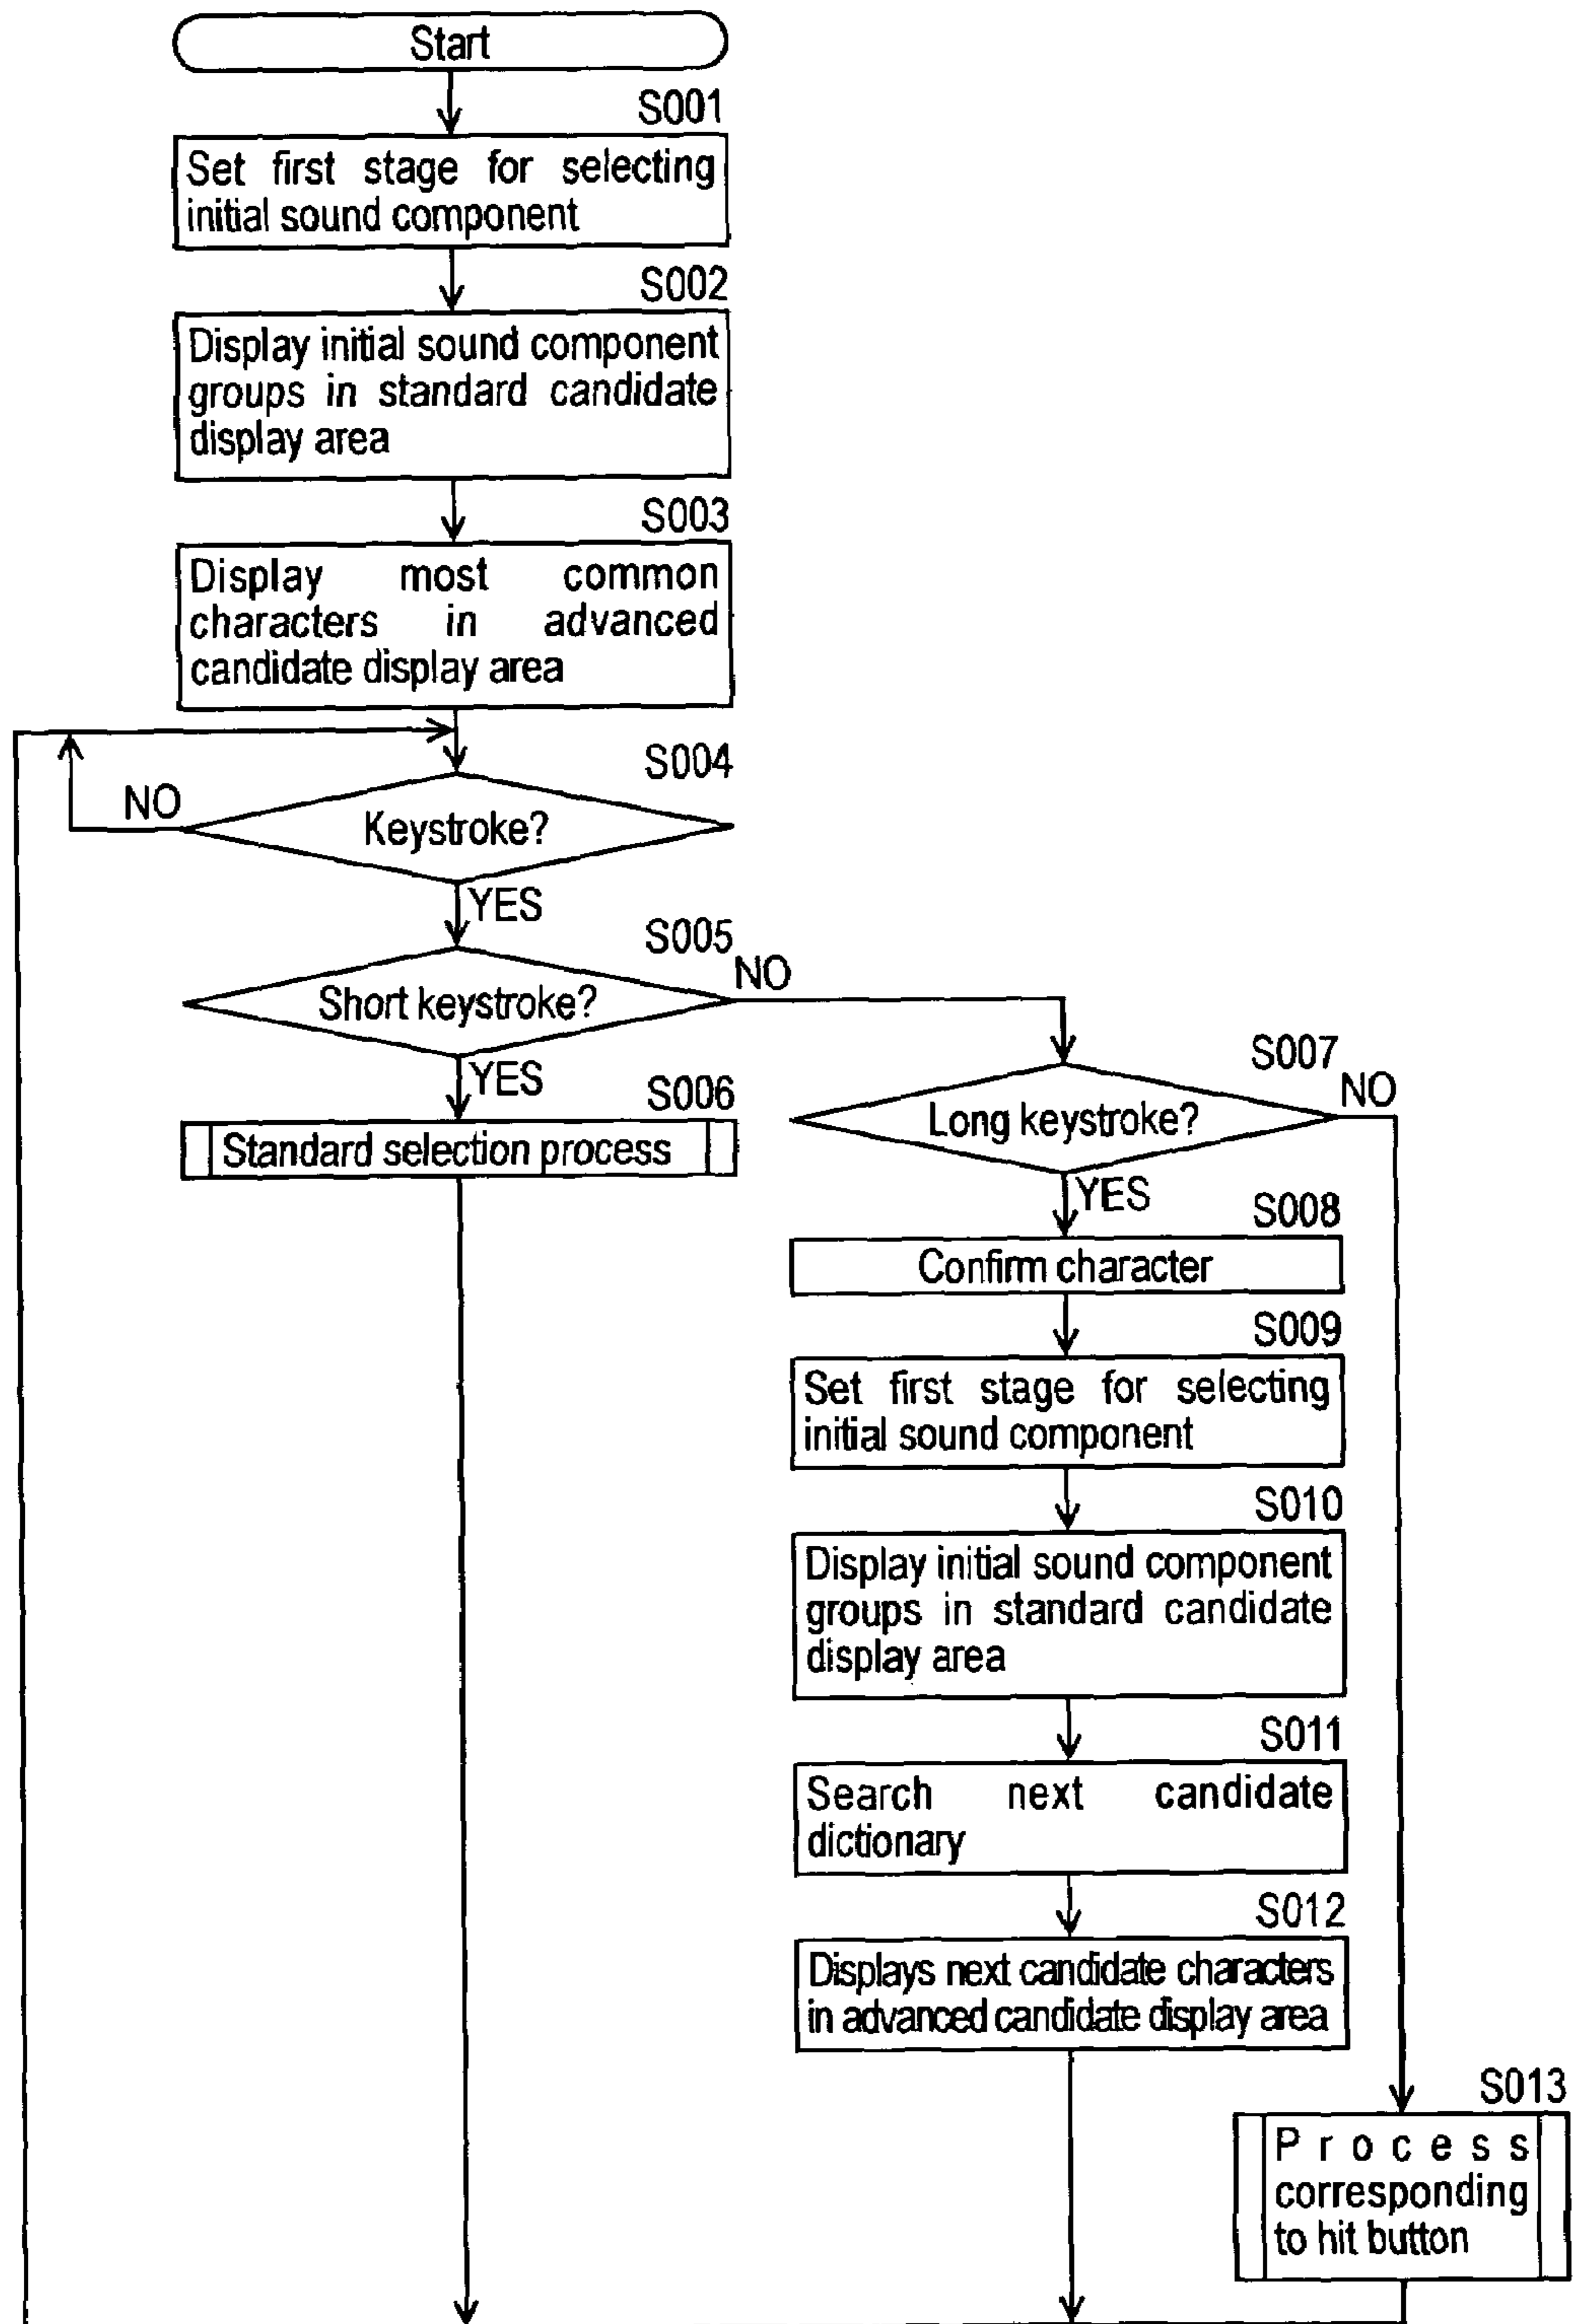 Start
S001
Set first stage for selecting
initial sound component
S002
Display initial sound component
groups in standard candidate
display area
S003
Display most common
characters in advanced
candidate display area
S004
NO
Keystroke?
YES
S005
NO
Short keystroke?
YES
S006
Standard selection process
S007
NO
Long keystroke?
YES
S008
Confirm character
S009
Set first stage for selecting
initial sound component
S010
Display initial sound component
groups in standard candidate
display area
S011
Search next candidate
dictionary
S012
Displays next candidate characters
in advanced candidate display area
S013
Process
corresponding
to hit button